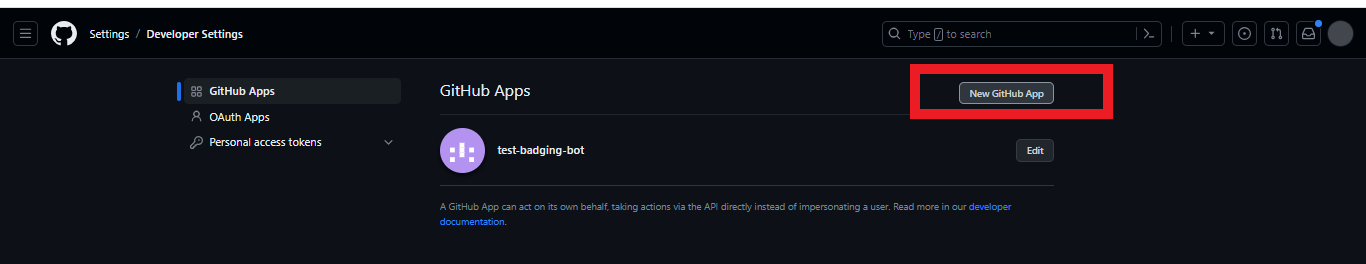 Settings / Developer Settings
Type / to search
GitHub Apps
OAuth Apps
Personal access tokens
GitHub Apps
New GitHub App
test-badging-bot
Edit
A GitHub App can act on its own behalf, taking actions via the API directly instead of impersonating a user. Read more in our developer
documentation.